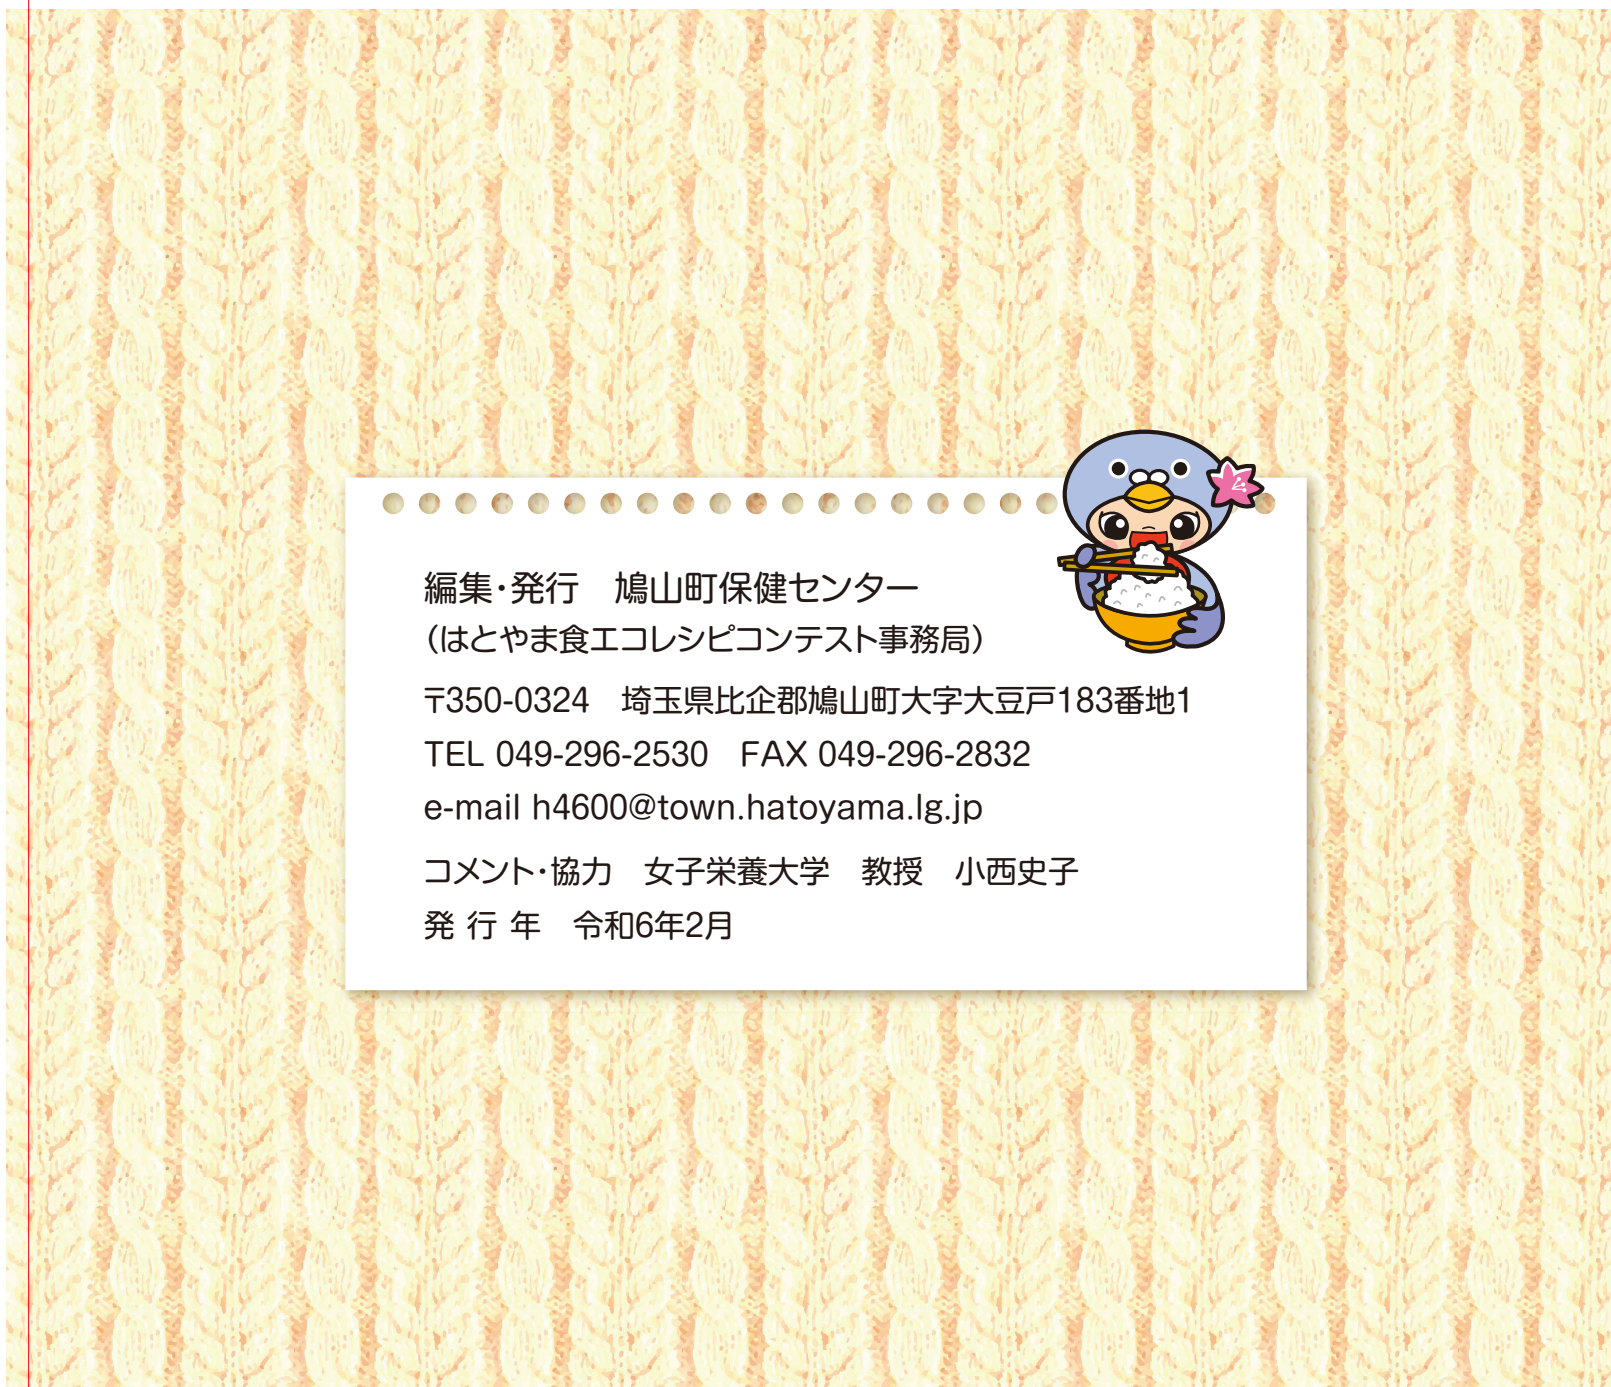 編集・発行　鳩山町保健センター
（はとやま食エコレシピコンテスト事務局）
〒350-0324　埼玉県比企郡鳩山町大字大豆戸183番地1
TEL 049-296-2530　FAX 049-296-2832
e-mail h4600@town.hatoyama.lg.jp
コメント・協力　女子栄養大学　教授　小西史子
発 行 年　令和6年2月